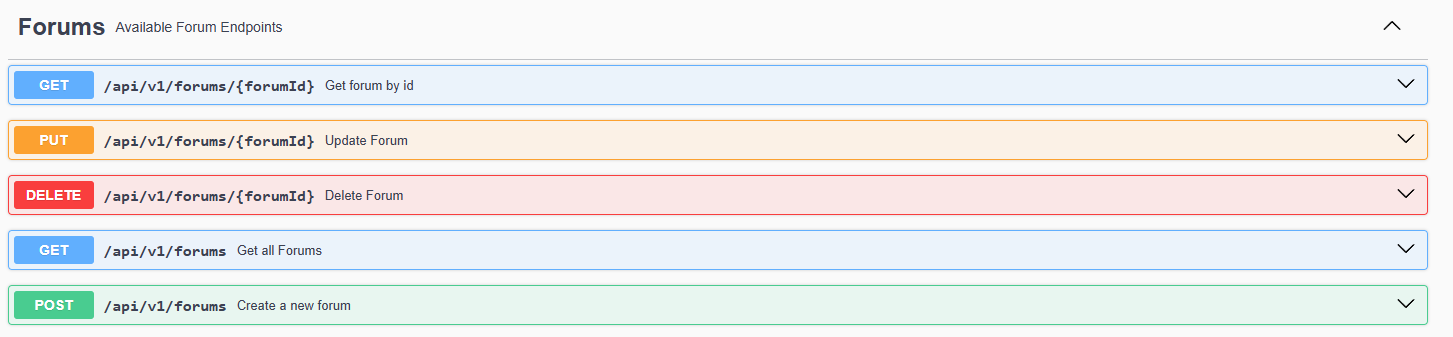 Forums Available Forum Endpoints
GET /api/v1/forums/{forumId} Get forum by id
PUT /api/v1/forums/{forumId} Update Forum
DELETE /api/v1/forums/{forumId} Delete Forum
GET /api/v1/forums Get all Forums
POST /api/v1/forums Create a new forum